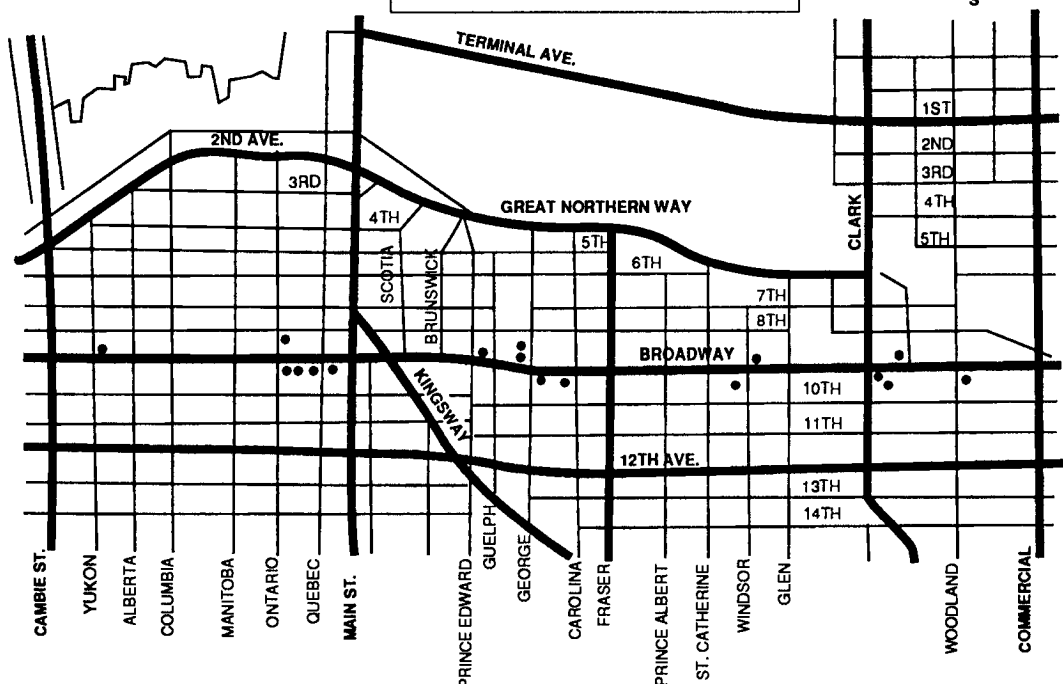 S
TERMINAL AVE.
1ST
2ND AVE.
2ND
3RD
3RD
4TH
GREAT NORTHERN WAY
4TH
CLARK
5TH
5TH
6TH
SCOTIA
BRUNSWICK
7TH
8TH
BROADWAY
KINGSWAY
10TH
11TH
12TH AVE.
13TH
14TH
CAMBIE ST.
YUKON
ALBERTA
COLUMBIA
MANITOBA
ONTARIO
QUEBEC
MAIN ST.
PRINCE EDWARD
GUELPH
GEORGE
CAROLINA
FRASER
PRINCE ALBERT
ST. CATHERINE
WINDSOR
GLEN
WOODLAND
COMMERCIAL